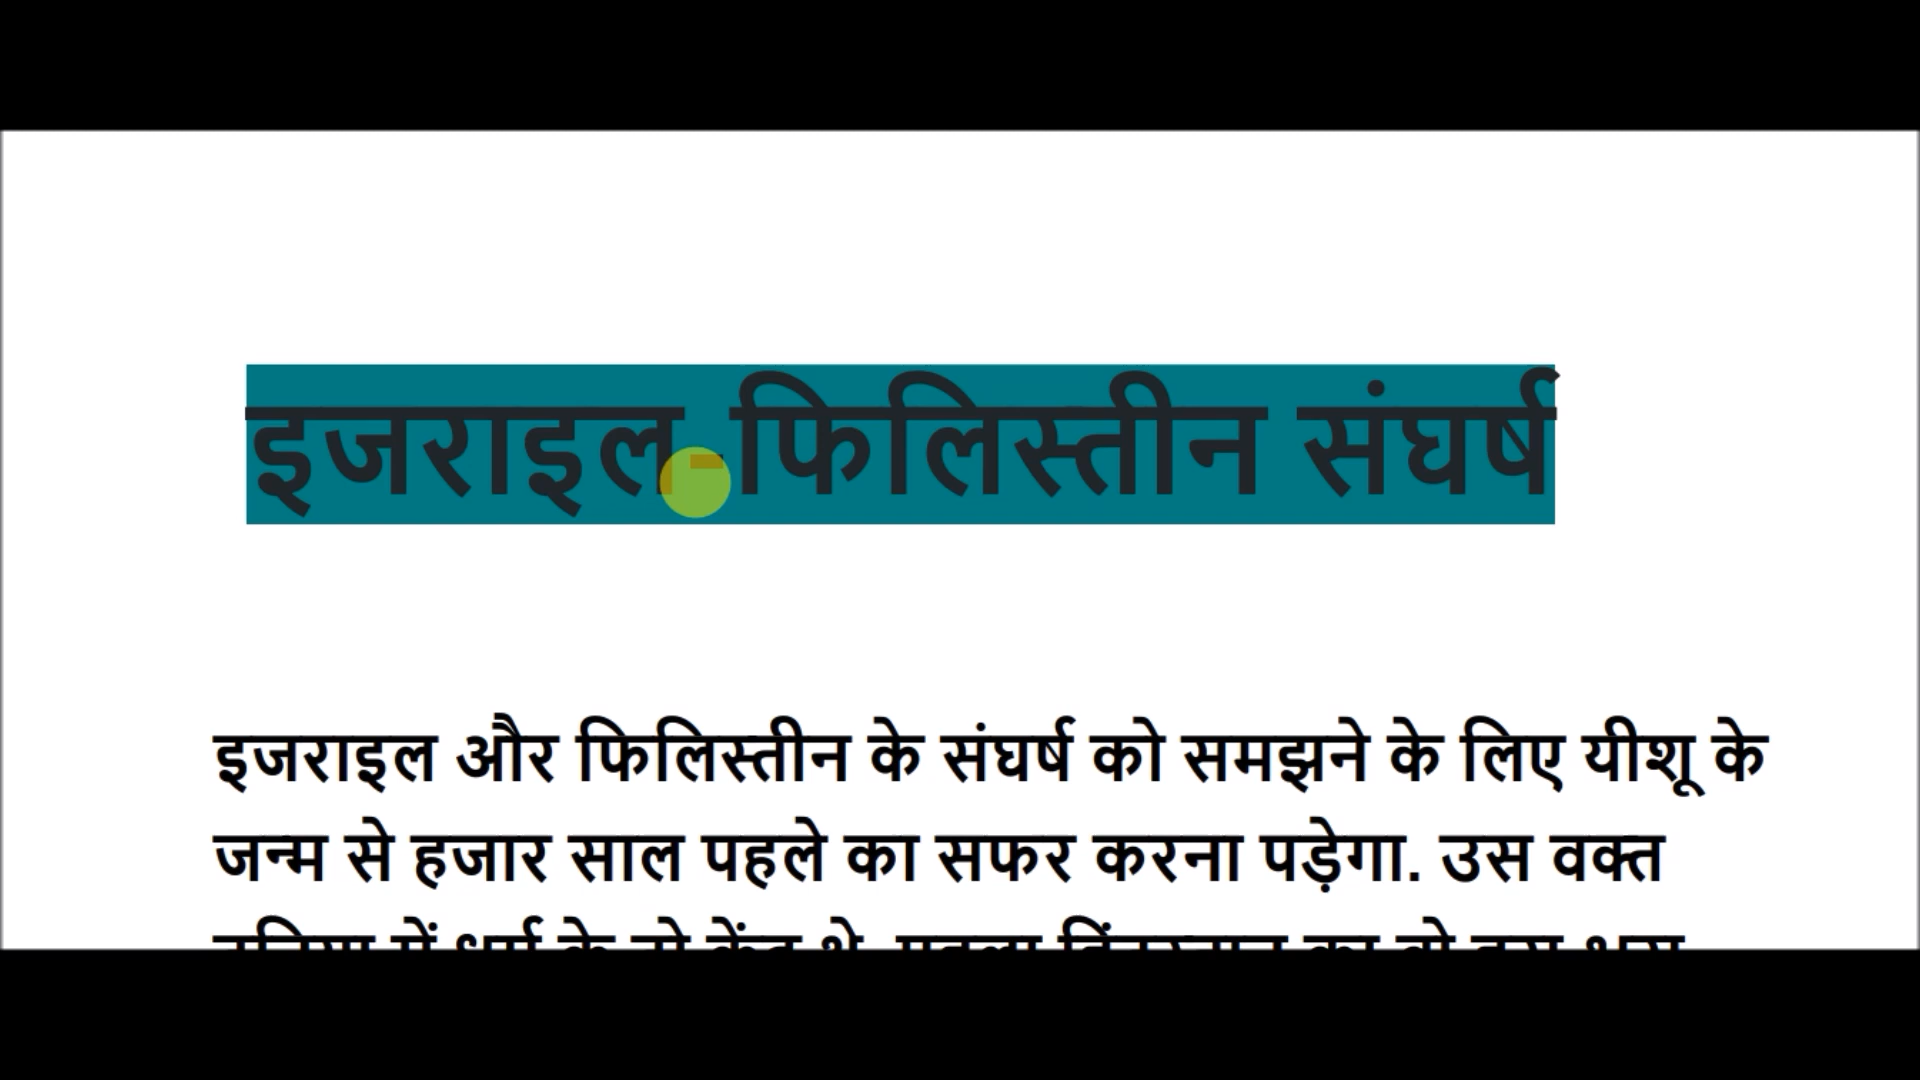 इजराइल-फिलिस्तीन संघर्ष
इजराइल और फिलिस्तीन के संघर्ष को समझने के लिए यीशू के
जन्म से हजार साल पहले का सफर करना पड़ेगा. उस वक्त